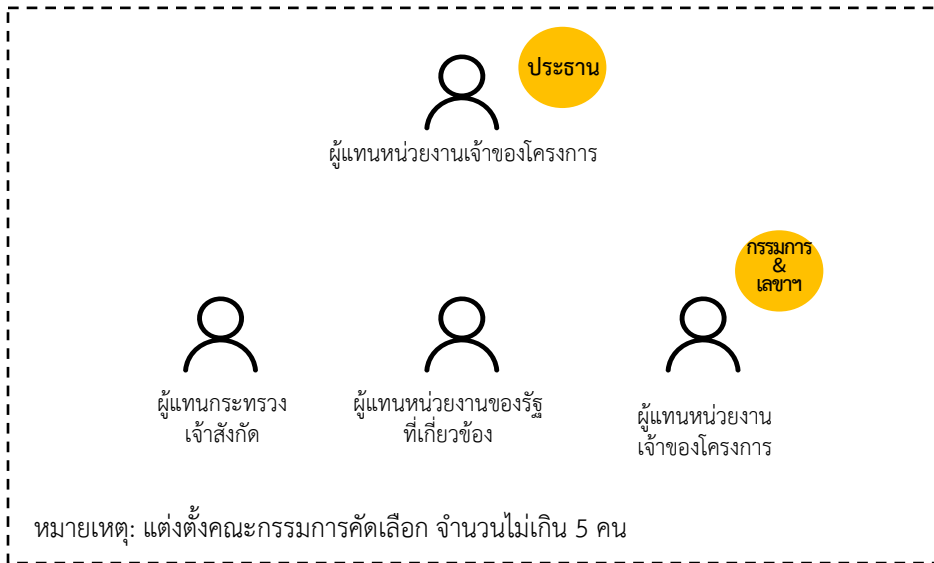 ประธาน
ผู้แทนหน่วยงานเจ้าของโครงการ
กรรมการ
&
เลขาฯ
ผู้แทนกระทรวง
เจ้าสังกัด
ผู้แทนหน่วยงานของรัฐ
ที่เกี่ยวข้อง
ผู้แทนหน่วยงาน
เจ้าของโครงการ
หมายเหตุ: แต่งตั้งคณะกรรมการคัดเลือก จำนวนไม่เกิน 5 คน